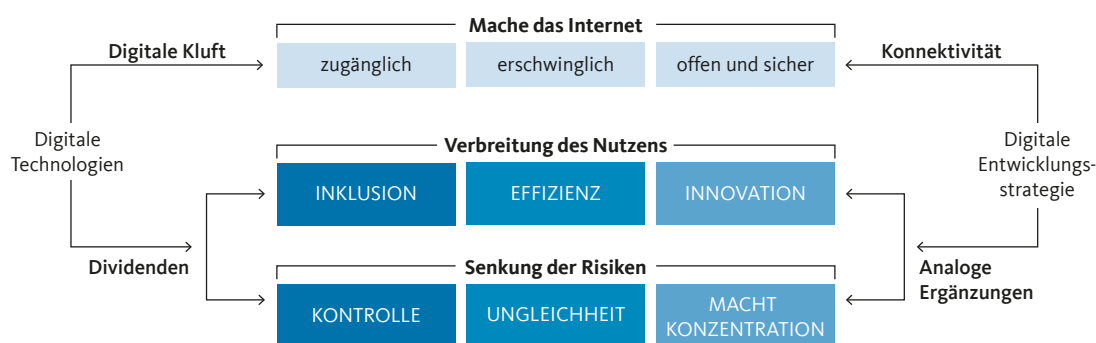 Mache das Internet
Digitale Kluft
zugänglich
erschwinglich
offen und sicher
Konnektivität
Digitale
Technologien
Verbreitung des Nutzens
INKLUSION
EFFIZIENZ
INNOVATION
Digitale
Entwicklungs-
strategie
Dividenden
Senkung der Risiken
KONTROLLE
UNGLEICHHEIT
MACHT
KONZENTRATION
Analoge
Ergänzungen